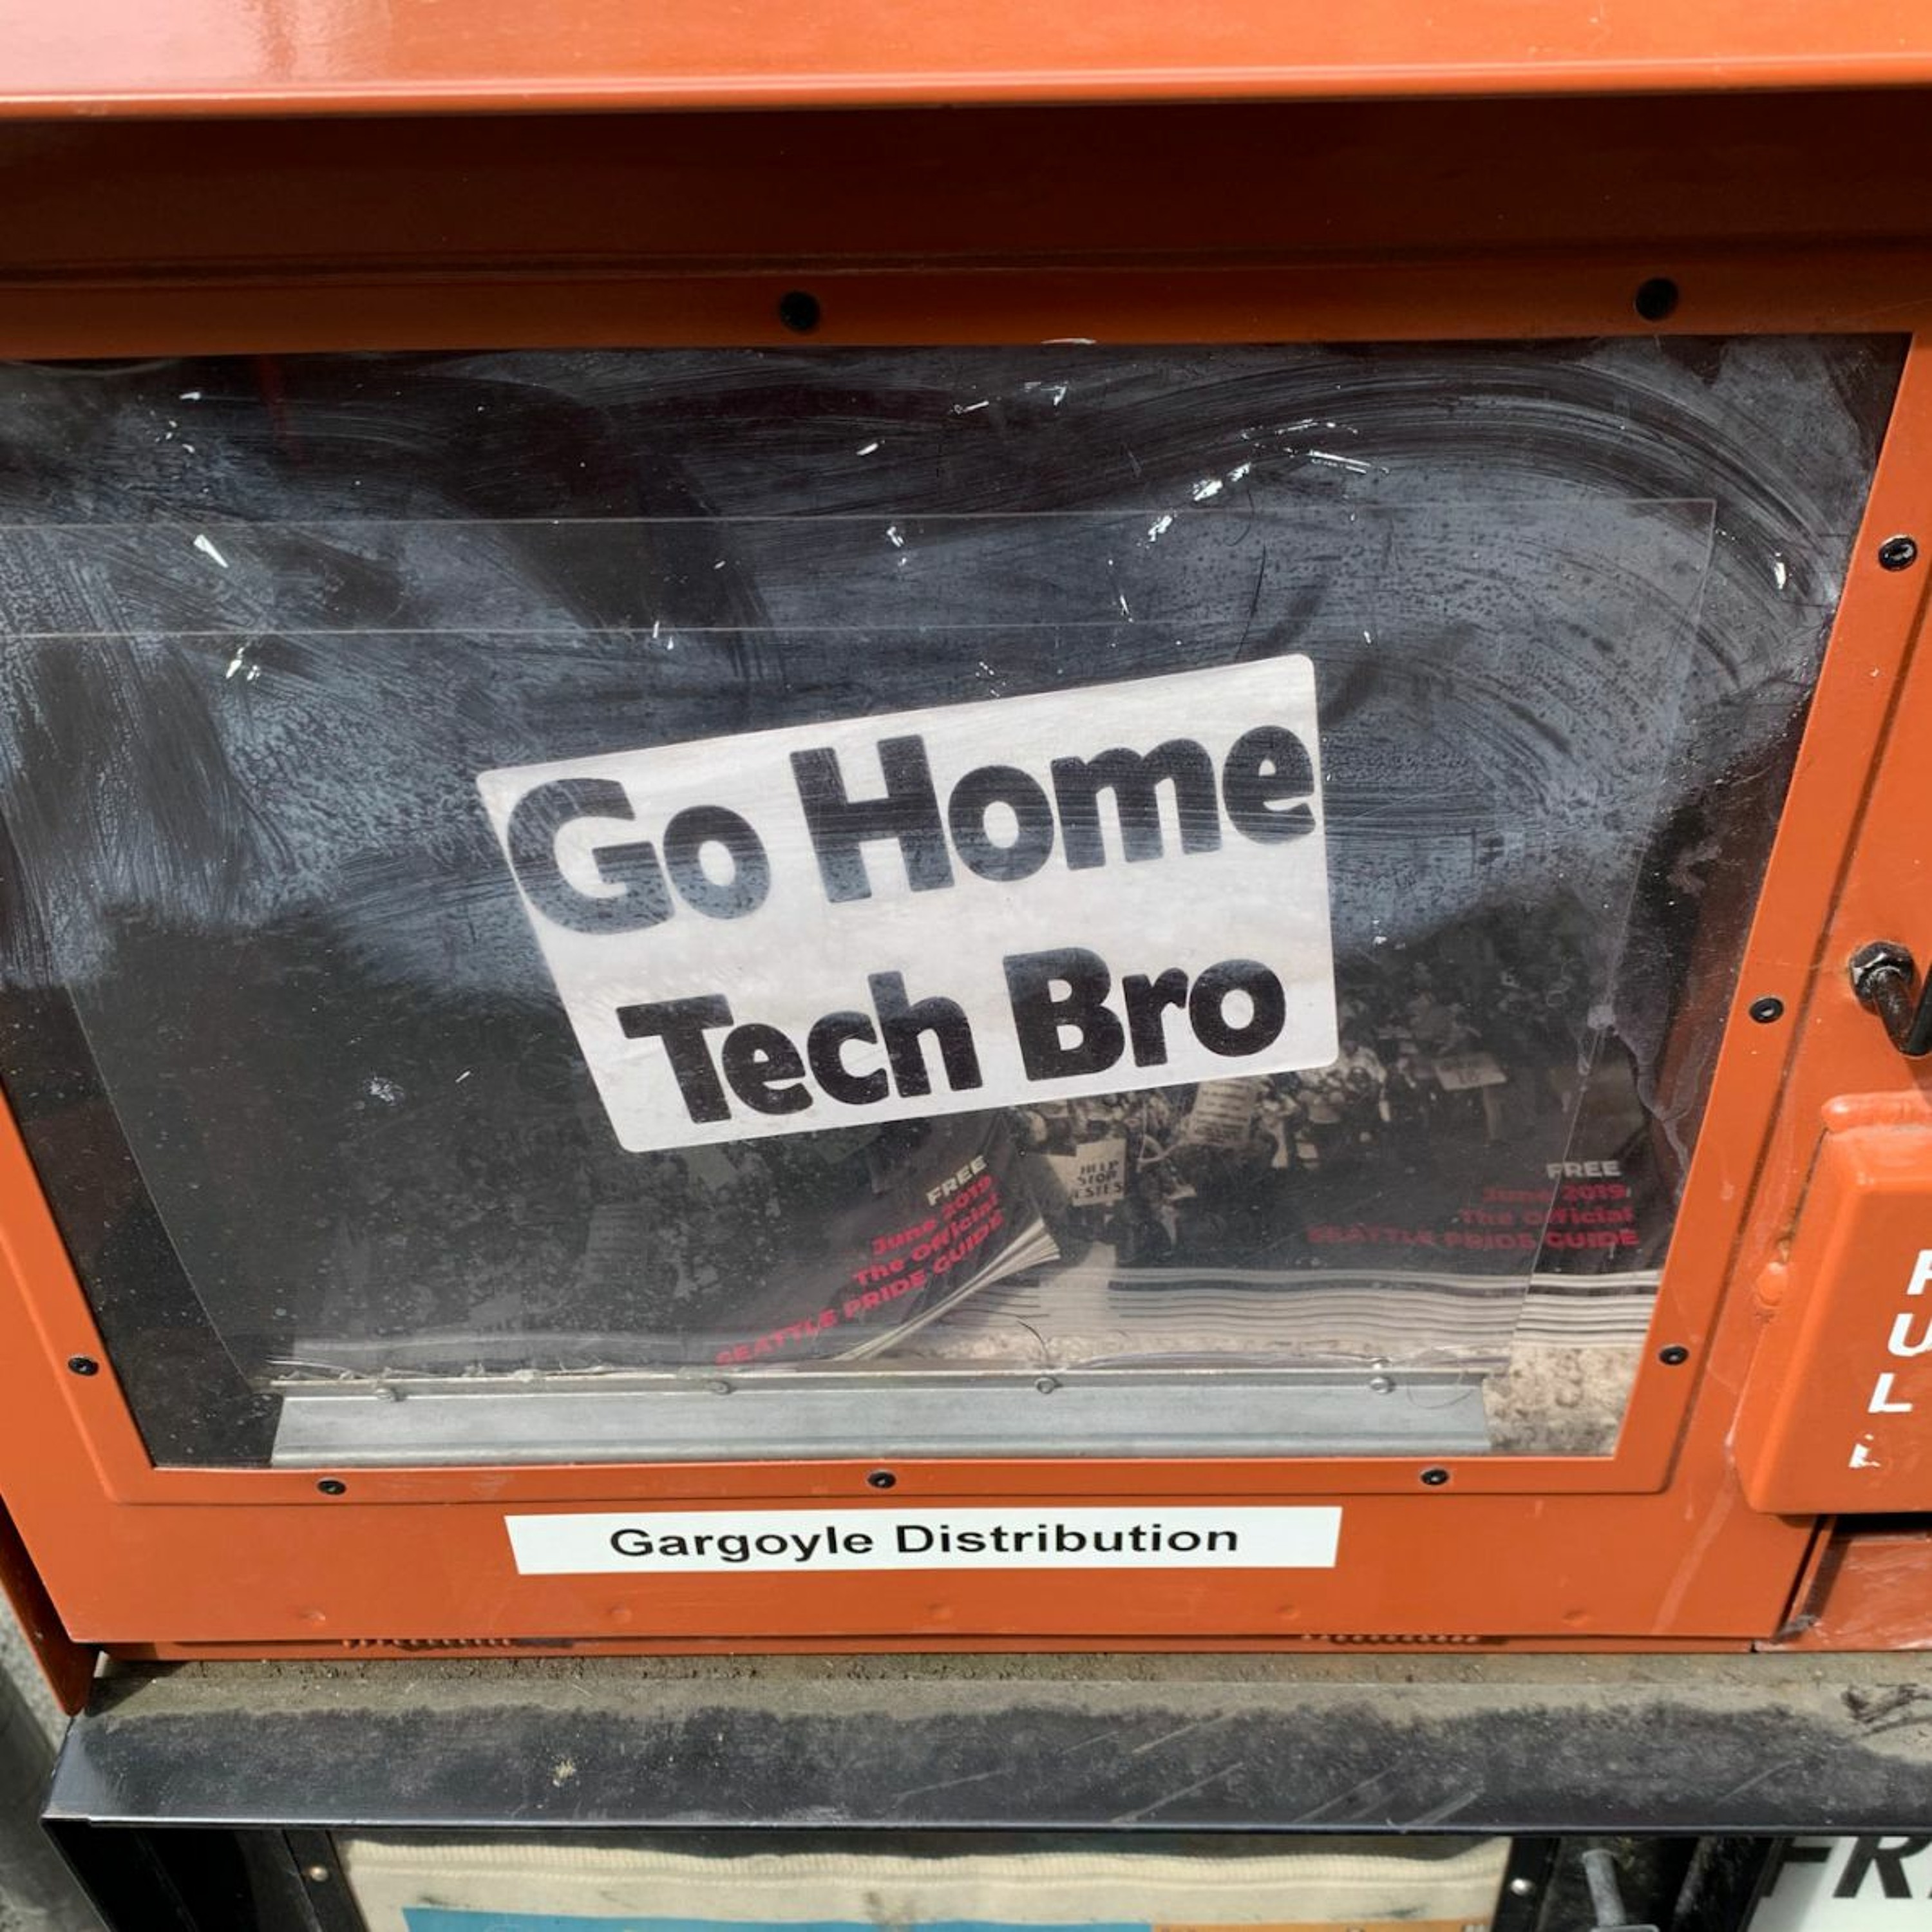 Go Home
Tech Bro
FREE
June 2019
The Official
SEATTLE PRIDE GUIDE
FREE
June 2019
The Official
SEATTLE PRIDE GUIDE
PULL
Gargoyle Distribution